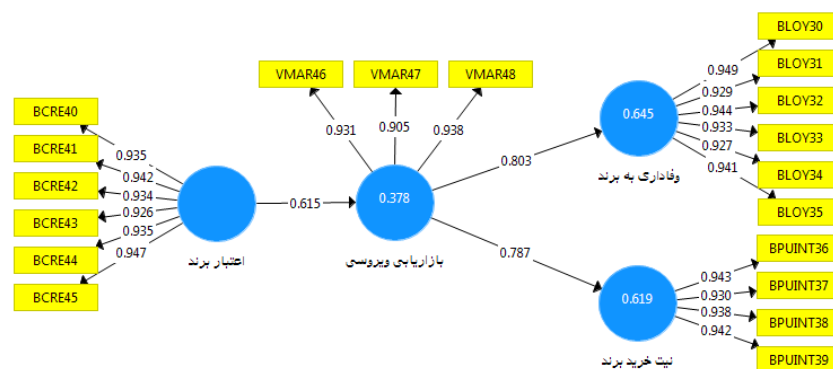 BCRE40
BCRE41
BCRE42
BCRE43
BCRE44
BCRE45
0.935
0.942
0.934
0.926
0.935
0.947
اعتبار برند
0.615
VMAR46
VMAR47
VMAR48
0.931
0.905
0.938
0.378
بازاریابی ویروسی
0.803
0.787
0.645
وفاداری به برند
0.949
0.929
0.944
0.933
0.927
0.941
BLOY30
BLOY31
BLOY32
BLOY33
BLOY34
BLOY35
0.619
نیت خرید برند
0.943
0.930
0.938
0.942
BPUINT36
BPUINT37
BPUINT38
BPUINT39